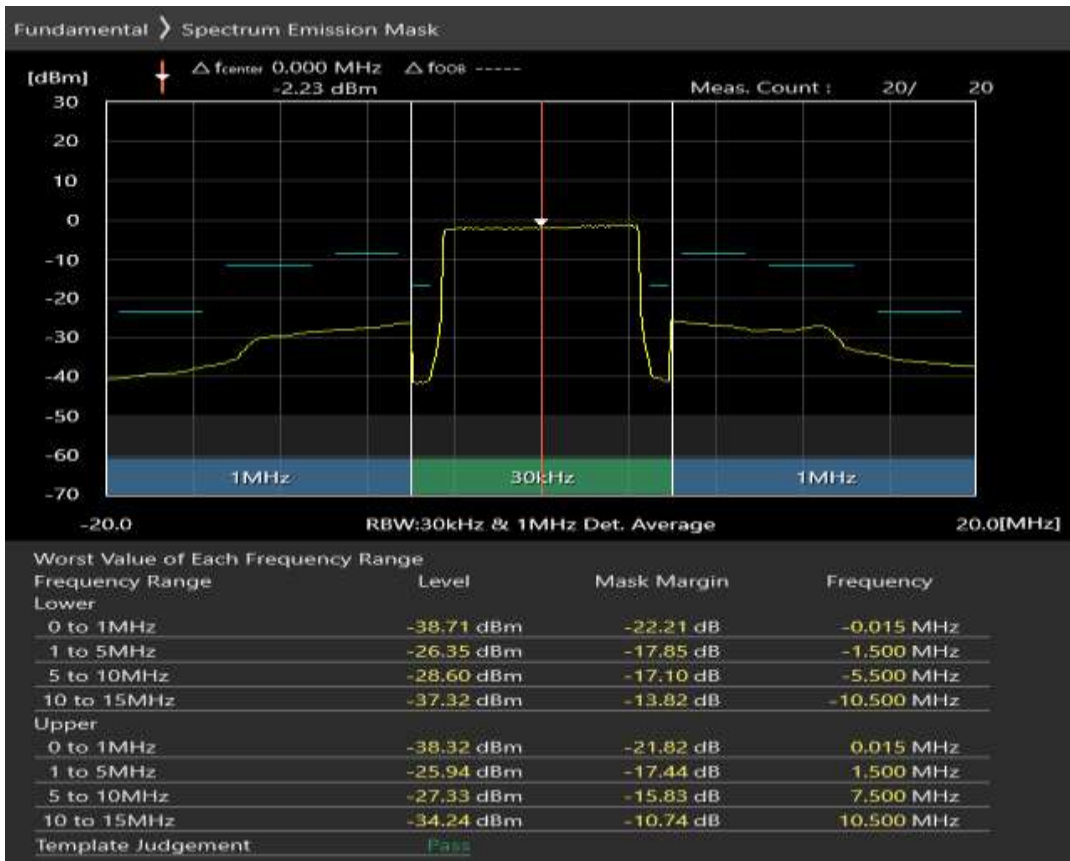 Fundamental ❯ Spectrum Emission Mask
[dBm] △ fcenter 0.000 MHz △ fOOB -----
-2.23 dBm Meas. Count : 20/ 20
30
20
10
0
-10
-20
-30
-40
-50
-60
1MHz 30kHz 1MHz
-70
-20.0 RBW:30kHz & 1MHz Det. Average 20.0[MHz]
Worst Value of Each Frequency Range
Frequency Range Level Mask Margin Frequency
Lower
0 to 1MHz -38.71 dBm -22.21 dB -0.015 MHz
1 to 5MHz -26.35 dBm -17.85 dB -1.500 MHz
5 to 10MHz -28.60 dBm -17.10 dB -5.500 MHz
10 to 15MHz -37.32 dBm -13.82 dB -10.500 MHz
Upper
0 to 1MHz -38.32 dBm -21.82 dB 0.015 MHz
1 to 5MHz -25.94 dBm -17.44 dB 1.500 MHz
5 to 10MHz -27.33 dBm -15.83 dB 7.500 MHz
10 to 15MHz -34.24 dBm -10.74 dB 10.500 MHz
Template Judgement Pass